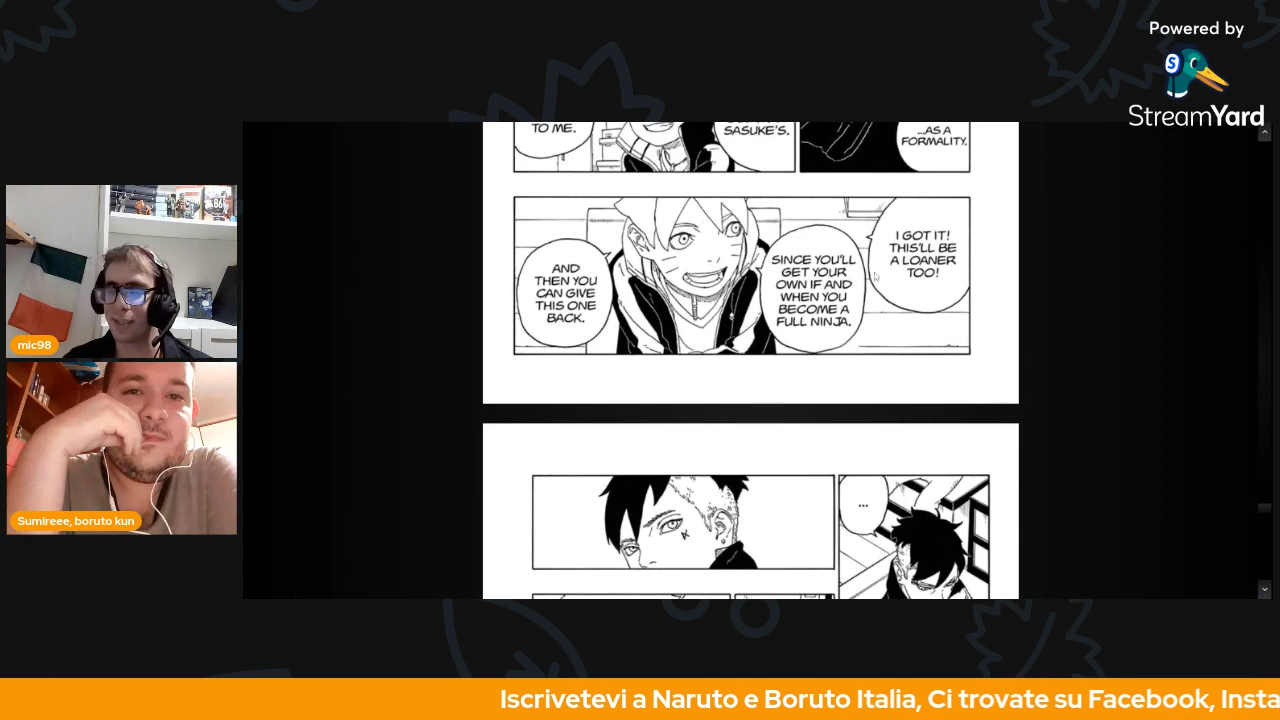 Powered by
StreamYard
TO ME.
SASUKE'S.
...AS A
FORMALITY.
I GOT IT!
THIS'LL BE
A LOANER
TOO!
SINCE YOU'LL
GET YOUR
OWN IF AND
WHEN YOU
BECOME A
FULL NINJA.
AND
THEN YOU
CAN GIVE
THIS ONE
BACK.
...
86
mic98
Sumireee, boruto kun
Iscrivetevi a Naruto e Boruto Italia, Ci trovate su Facebook, Insta